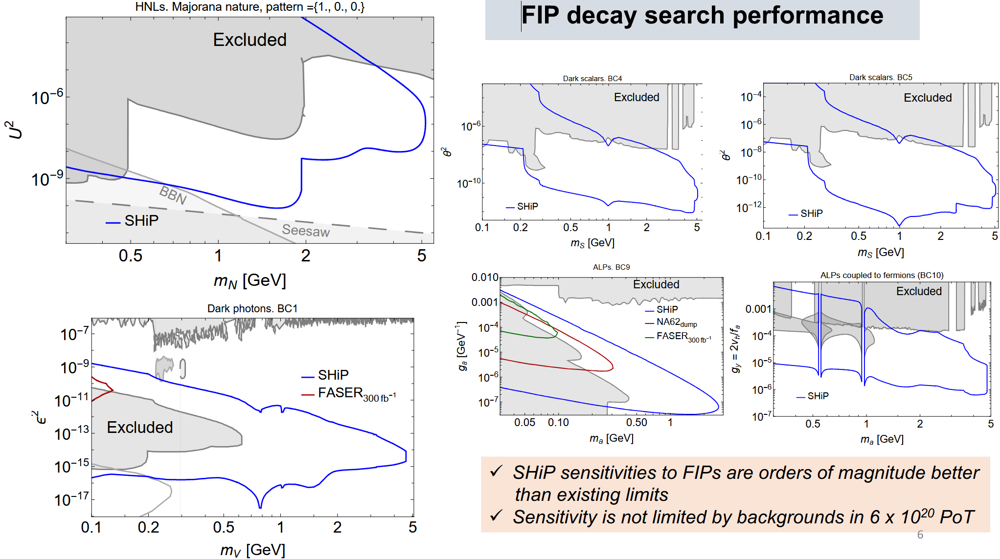 FIP decay search performance
HNLs. Majorana nature, pattern ={1., 0., 0.}
Excluded
10⁻⁶
10⁻⁹
U²
BBN
Seesaw
SHiP
0.5 1 2 5
m_N [GeV]
Dark scalars. BC4
Excluded
10⁻⁶
10⁻¹⁰
θ²
SHiP
0.1 0.2 0.5 1 2 5
m_S [GeV]
Dark scalars. BC5
Excluded
10⁻⁴
10⁻⁶
10⁻⁸
10⁻¹⁰
10⁻¹²
θ²
SHiP
0.1 0.2 0.5 1 2 5
m_S [GeV]
Dark photons. BC1
10⁻⁷
10⁻⁹
10⁻¹¹
10⁻¹³
10⁻¹⁵
10⁻¹⁷
ϵ²
SHiP
FASER₃₀₀ fb⁻¹
Excluded
0.1 0.2 0.5 1 2 5
m_V [GeV]
ALPs. BC9
Excluded
0.010
0.001
10⁻⁴
10⁻⁵
10⁻⁶
10⁻⁷
g_a [GeV⁻¹]
SHiP
NA62_dump
FASER₃₀₀ fb⁻¹
0.05 0.10 0.50 1
m_a [GeV]
ALPs coupled to fermions (BC10)
Excluded
0.001
10⁻⁴
10⁻⁵
10⁻⁶
10⁻⁷
g_y = 2v_h/f_a
SHiP
0.5 1 2 5
m_a [GeV]
✓ SHiP sensitivities to FIPs are orders of magnitude better
than existing limits
✓ Sensitivity is not limited by backgrounds in 6 x 10²⁰ PoT
6